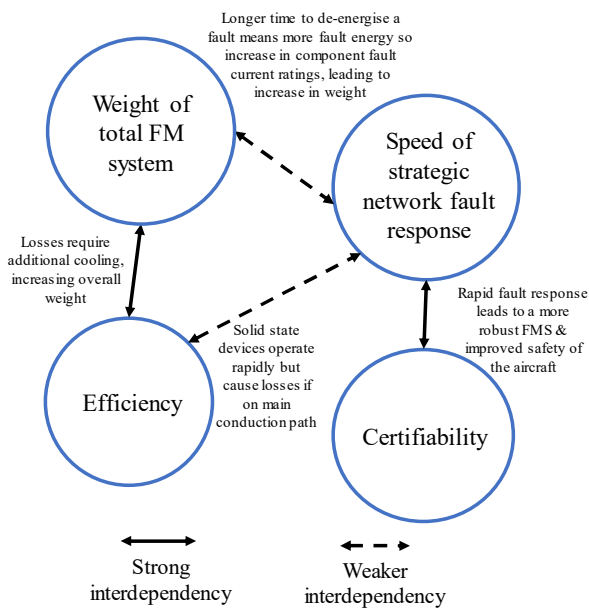 Longer time to de-energise a
fault means more fault energy so
increase in component fault
current ratings, leading to
increase in weight
Weight of
total FM
system
Speed of
strategic
network fault
response
Losses require
additional cooling,
increasing overall
weight
Rapid fault response
leads to a more
robust FMS &
improved safety of
the aircraft
Solid state
devices operate
rapidly but
cause losses if
on main
conduction path
Efficiency
Certifiability
Strong
interdependency
Weaker
interdependency